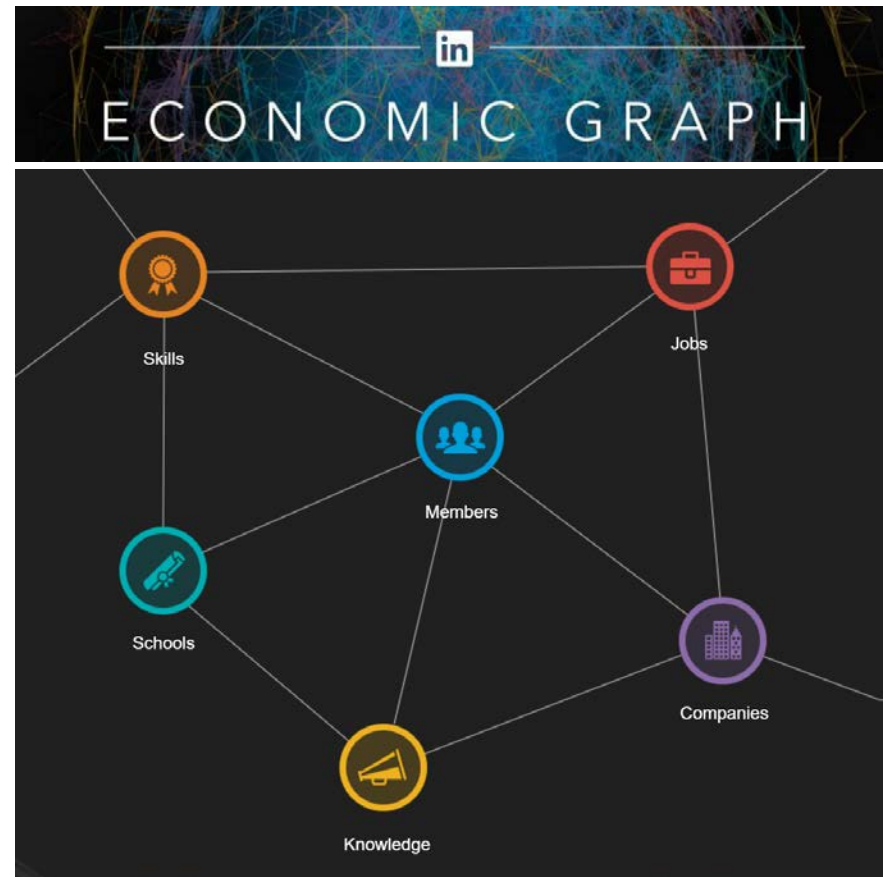 in
ECONOMIC GRAPH
Skills
Jobs
Members
Schools
Companies
Knowledge